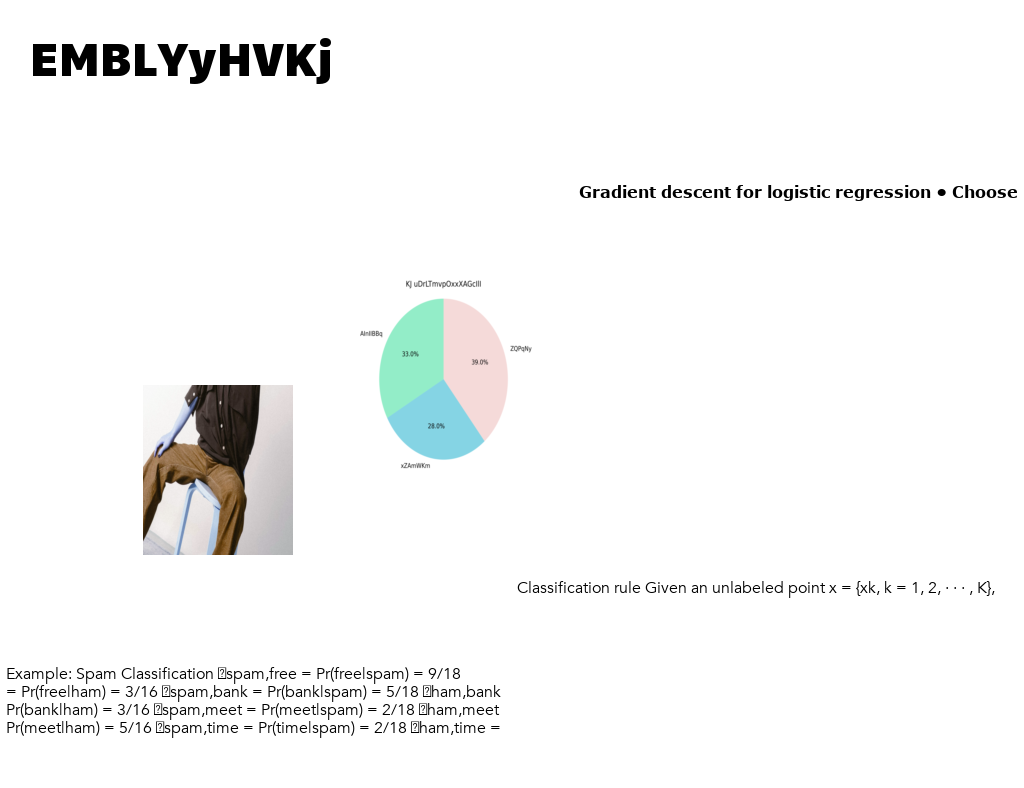 EMBLYyHVKj
Gradient descent for logistic regression • Choose
KJ uDrLTmvpOxxXAGclll
33.0%
39.0%
28.0%
xZAmWKm
ZQPqNy
Classification rule Given an unlabeled point x = {xk, k = 1, 2, · · · , K},
Example: Spam Classification spam,free = Pr(free|spam) = 9/18
= Pr(free|ham) = 3/16 spam,bank = Pr(bank|spam) = 5/18 ham,bank
Pr(bank|ham) = 3/16 spam,meet = Pr(meet|spam) = 2/18 ham,meet
Pr(meet|ham) = 5/16 spam,time = Pr(time|spam) = 2/18 ham,time =